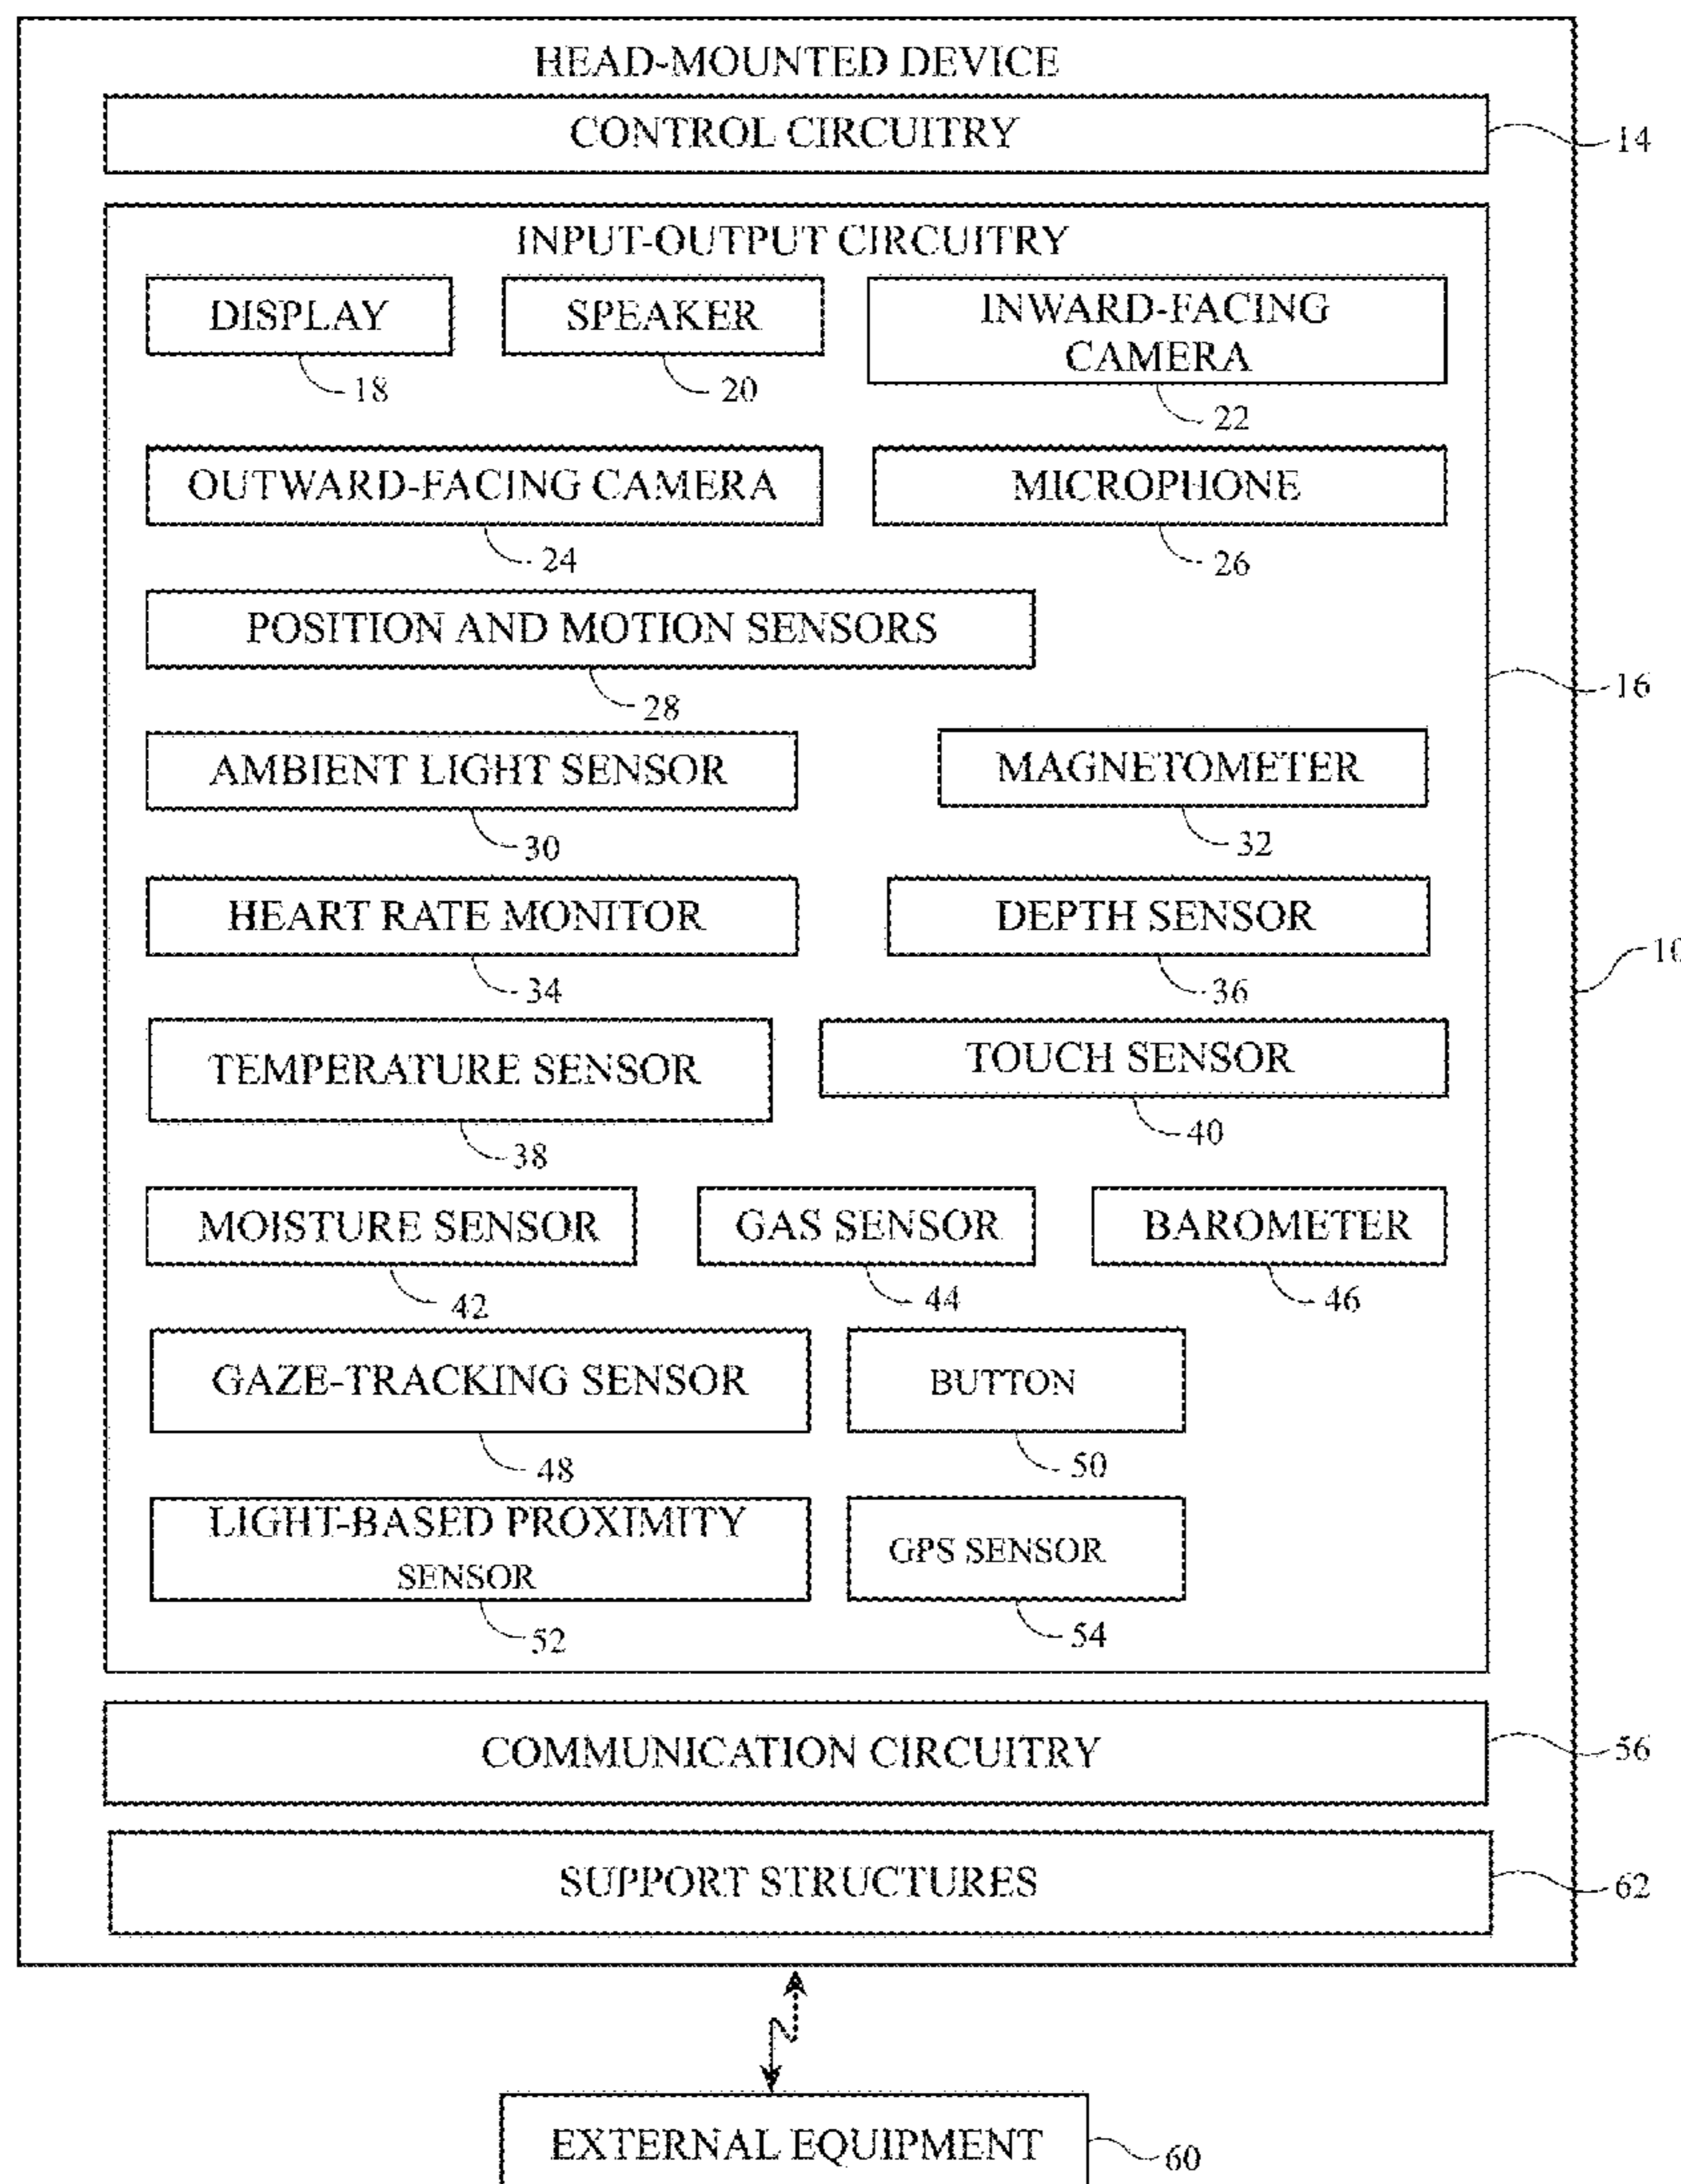 HEAD-MOUNTED DEVICE
CONTROL CIRCUITRY
14
INPUT-OUTPUT CIRCUITRY
DISPLAY
18
SPEAKER
20
INWARD-FACING
CAMERA
22
OUTWARD-FACING CAMERA
24
MICROPHONE
26
POSITION AND MOTION SENSORS
28
16
AMBIENT LIGHT SENSOR
30
MAGNETOMETER
32
HEART RATE MONITOR
34
DEPTH SENSOR
36
10
TEMPERATURE SENSOR
38
TOUCH SENSOR
40
MOISTURE SENSOR
42
GAS SENSOR
44
BAROMETER
46
GAZE-TRACKING SENSOR
48
BUTTON
50
LIGHT-BASED PROXIMITY
SENSOR
52
GPS SENSOR
54
COMMUNICATION CIRCUITRY
56
SUPPORT STRUCTURES
62
EXTERNAL EQUIPMENT
60